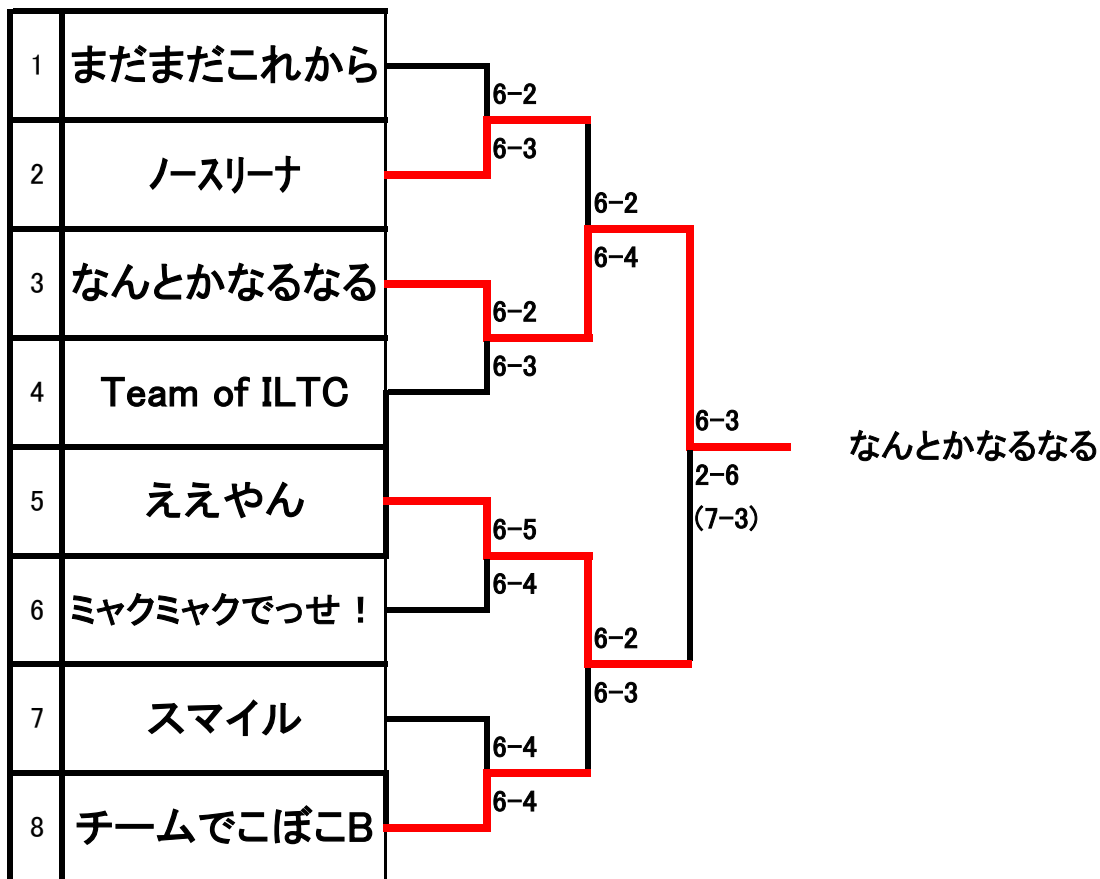 1 まだまだこれから
2 ノースリーナ
3 なんとかなるなる
4 Team of ILTC
5 ええやん
6 ミャクミャクでっせ！
7 スマイル
8 チームでこぼこB
6-2
6-3
6-2
6-3
6-5
6-4
6-4
6-4
6-2
6-4
6-2
6-3
6-3
2-6
(7-3)
なんとかなるなる